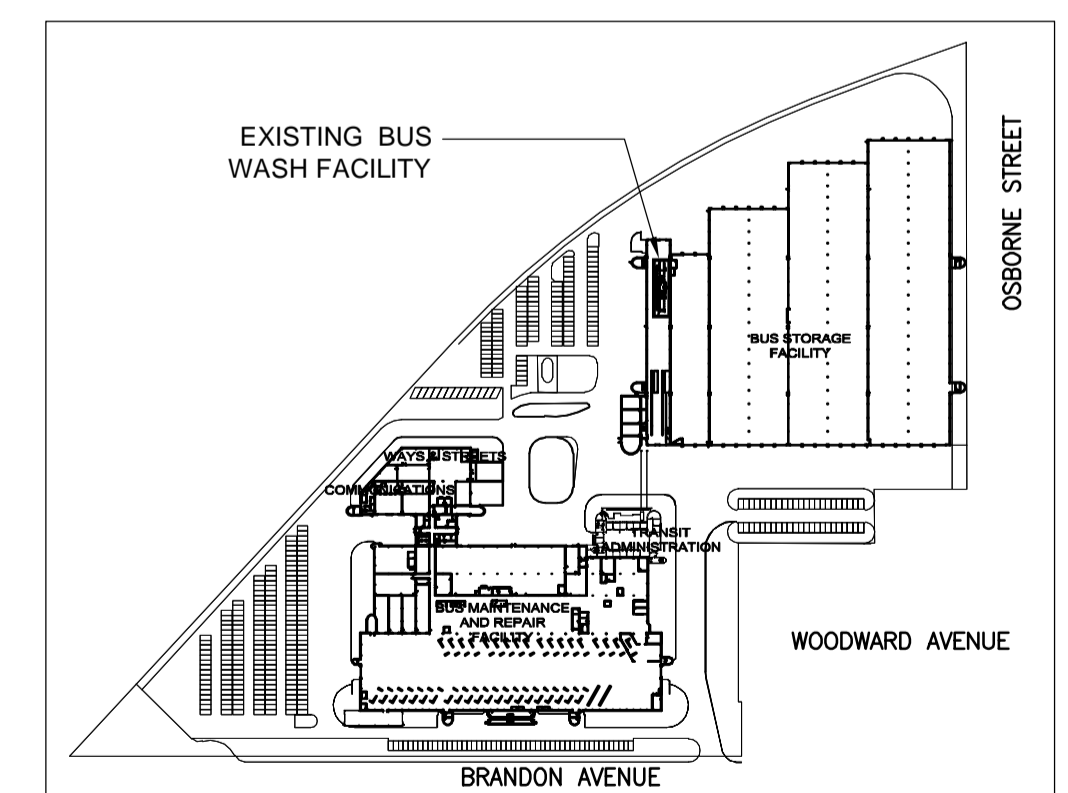 EXISTING BUS
WASH FACILITY
OSBORNE STREET
BUS STORAGE
FACILITY
WAYS & STREETS
COMMUNICATIONS
TRANSIT
ADMINISTRATION
BUS MAINTENANCE
AND REPAIR
FACILITY
WOODWARD AVENUE
BRANDON AVENUE